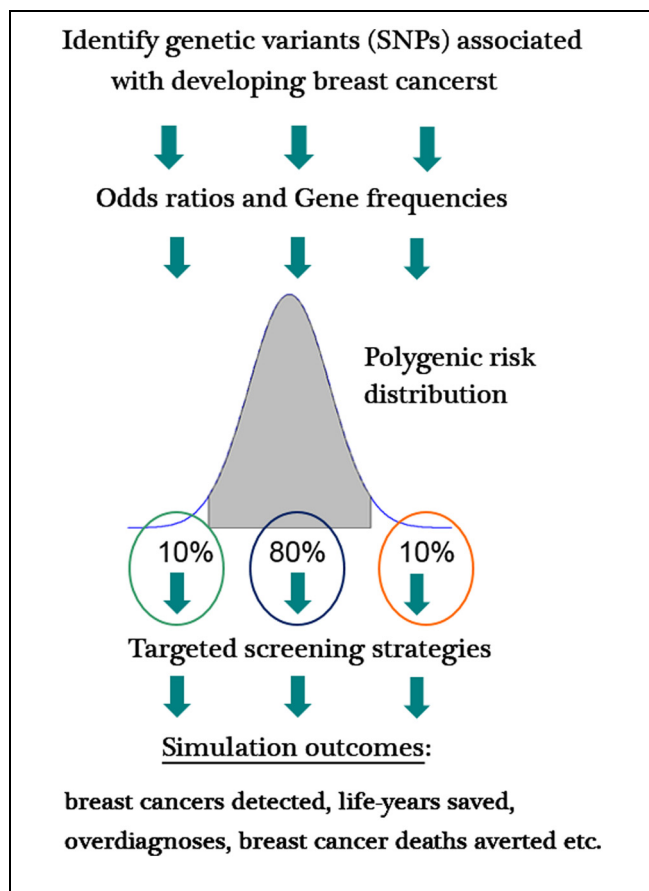 Identify genetic variants (SNPs) associated
with developing breast cancerst
Odds ratios and Gene frequencies
Polygenic risk
distribution
10% 80% 10%
Targeted screening strategies
Simulation outcomes:
breast cancers detected, life-years saved,
overdiagnoses, breast cancer deaths averted etc.